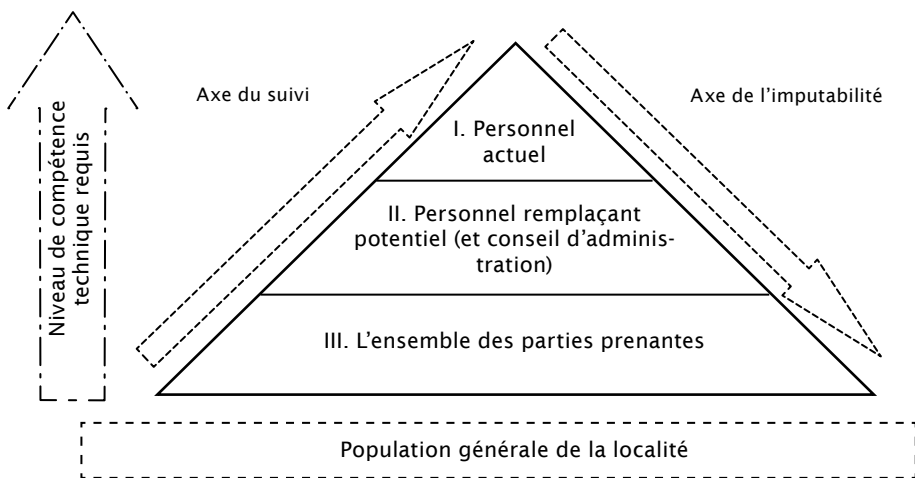 Axe du suivi
Axe de l’imputabilité
I. Personnel
actuel
II. Personnel remplaçant
potentiel (et conseil d’adminis-
tration)
III. L’ensemble des parties prenantes
Niveau de compétence
technique requis
Population générale de la localité